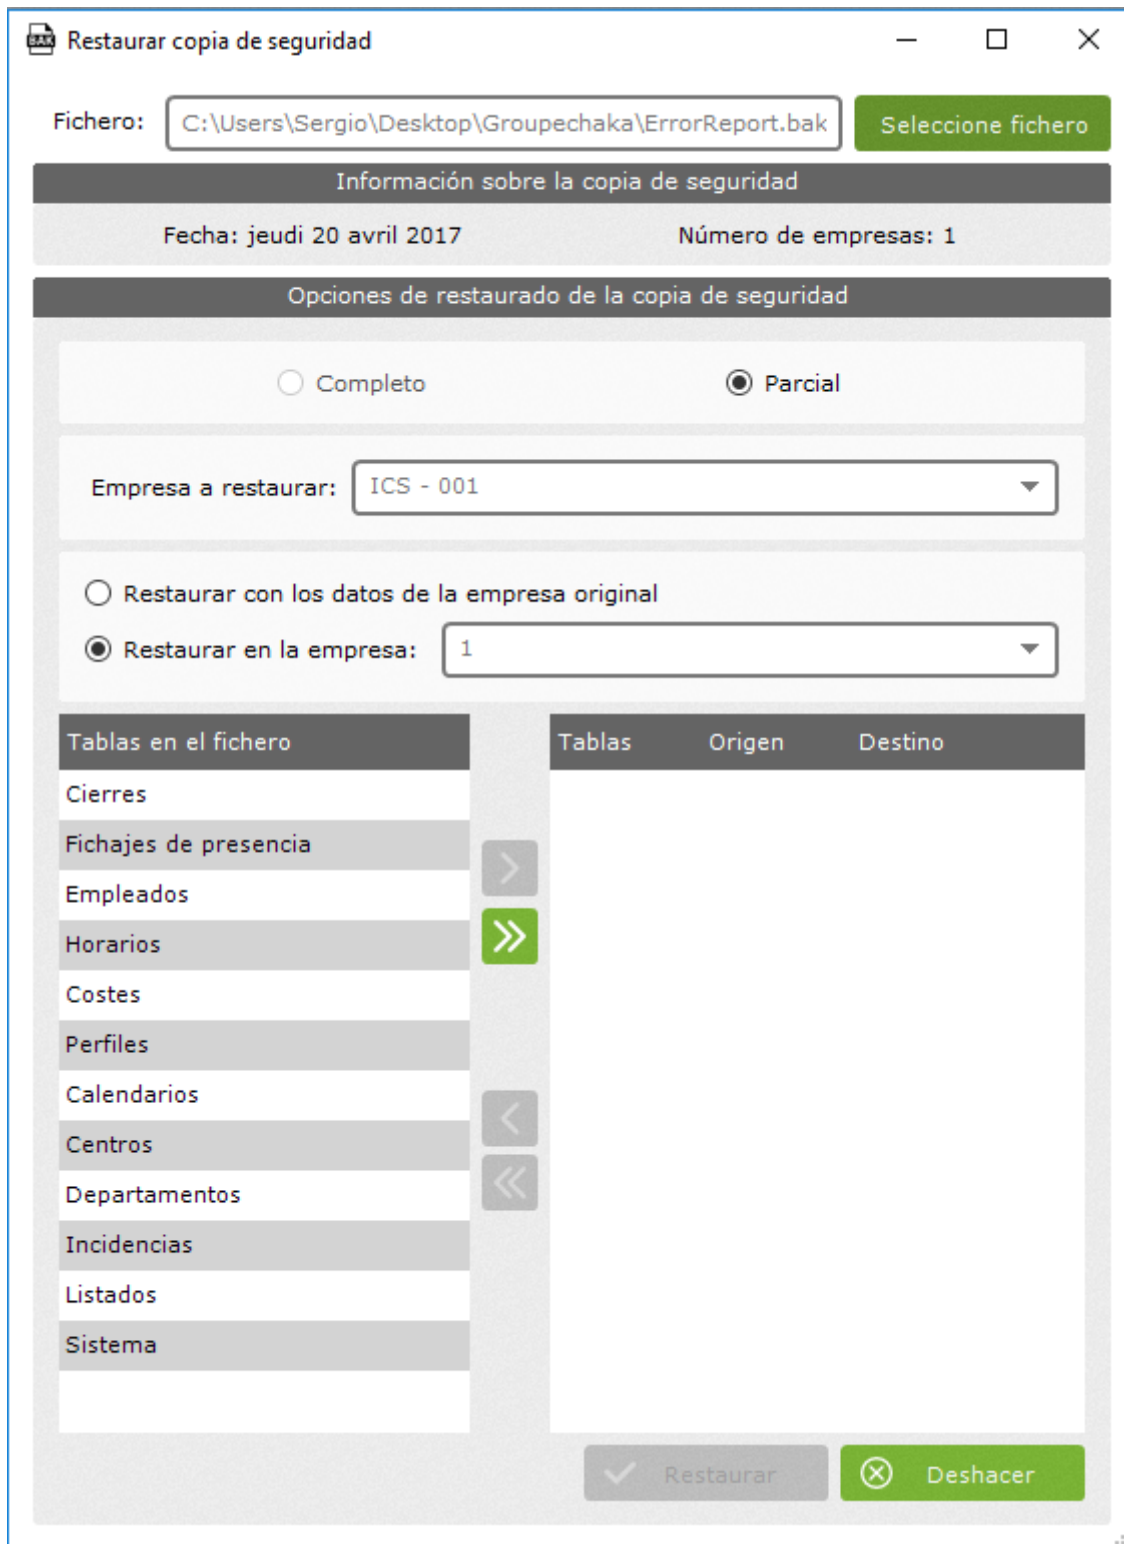 BAK Restaurar copia de seguridad
Fichero: C:\Users\Sergio\Desktop\Groupechaka\ErrorReport.bak Seleccione fichero
Información sobre la copia de seguridad
Fecha: jeudi 20 avril 2017 Número de empresas: 1
Opciones de restaurado de la copia de seguridad
Completo Parcial
Empresa a restaurar: ICS - 001
Restaurar con los datos de la empresa original
Restaurar en la empresa: 1
Tablas en el fichero
Cierres
Fichajes de presencia
Empleados
Horarios
Costes
Perfiles
Calendarios
Centros
Departamentos
Incidencias
Listados
Sistema
Tablas Origen Destino
Restaurar Deshacer